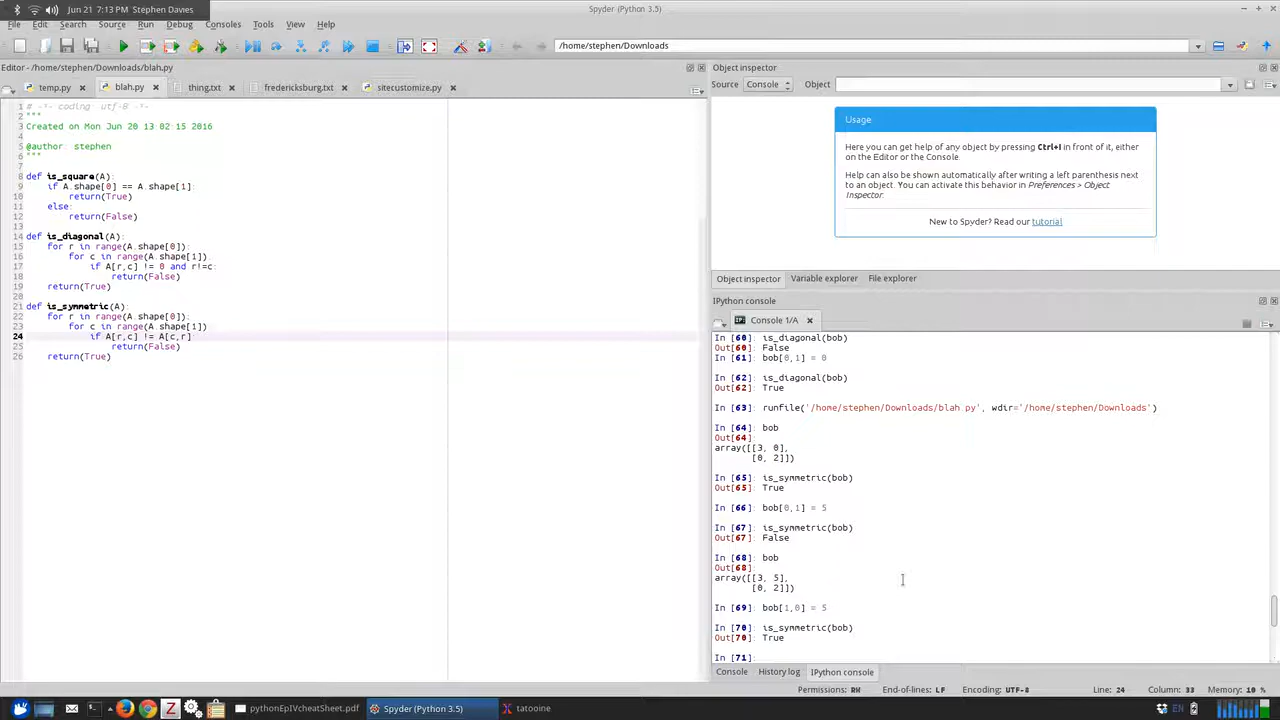 Jun 21 7:13 PM Stephen Davies
Spyder (Python 3.5)
File Edit Search Source Run Debug Consoles Tools View Help
/home/stephen/Downloads
Editor - /home/stephen/Downloads/blah.py
temp.py blah.py thing.txt fredericksburg.txt sitecustomize.py
1 # -*- coding utf-8 -*-
2 """
3 Created on Mon Jun 20 13 02 15 2016
4
5 @author: stephen
6 """
7
8 def is_square(A):
9 if A.shape[0] == A.shape[1]:
10 return(True)
11 else:
12 return(False)
13
14 def is_diagonal(A):
15 for r in range(A.shape[0]):
16 for c in range(A.shape[1]):
17 if A[r,c] != 0 and r!=c:
18 return(False)
19 return(True)
20
21 def is_symmetric(A):
22 for r in range(A.shape[0]):
23 for c in range(A.shape[1])
24 if A[r,c] != A[c,r]
25 return(False)
26 return(True)
Object inspector
Source Console Object
Usage
Here you can get help of any object by pressing Ctrl+I in front of it, either
on the Editor or the Console.
Help can also be shown automatically after writing a left parenthesis next
to an object. You can activate this behavior in Preferences > Object
Inspector.
New to Spyder? Read our tutorial
Object inspector Variable explorer File explorer
IPython console
Console 1/A
In [60]: is_diagonal(bob)
Out[60]: False
In [61]: bob[0,1] = 0
In [62]: is_diagonal(bob)
Out[62]: True
In [63]: runfile('/home/stephen/Downloads/blah.py', wdir='/home/stephen/Downloads')
In [64]: bob
Out[64]:
array([[3, 0],
[0, 2]])
In [65]: is_symmetric(bob)
Out[65]: True
In [66]: bob[0,1] = 5
In [67]: is_symmetric(bob)
Out[67]: False
In [68]: bob
Out[68]:
array([[3, 5],
[0, 2]])
In [69]: bob[1,0] = 5
In [70]: is_symmetric(bob)
Out[70]: True
In [71]:
Console History log IPython console
Permissions: RW End-of-lines: LF Encoding: UTF-8 Line: 24 Column: 33 Memory: 10 %
pythonEpIVcheatSheet.pdf Spyder (Python 3.5) tatooine EN